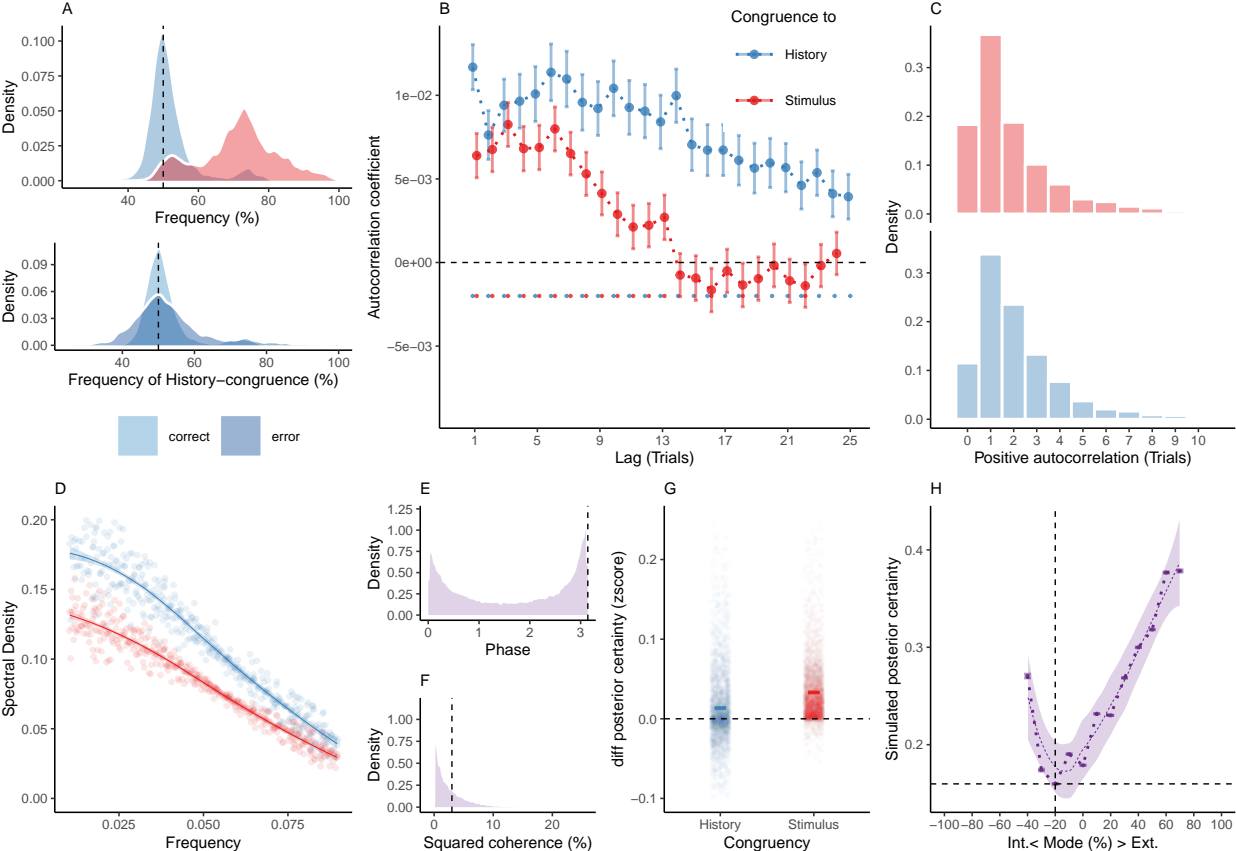 A
Density
0.100
0.075
0.050
0.025
0.000
40
60
80
100
Frequency (%)
Density
0.09
0.06
0.03
0.00
40
60
80
100
Frequency of History−congruence (%)
correct
error
B
Congruence to
History
Stimulus
Autocorrelation coefficient
1e−02
5e−03
0e+00
−5e−03
1
5
9
13
17
21
25
Lag (Trials)
C
Density
0.3
0.2
0.1
0.0
0.3
0.2
0.1
0.0
0 1 2 3 4 5 6 7 8 9 10
Positive autocorrelation (Trials)
D
Spectral Density
0.20
0.15
0.10
0.05
0.00
0.025
0.050
0.075
Frequency
E
Density
1.25
1.00
0.75
0.50
0.25
0.00
0
1
2
3
Phase
F
Density
1.00
0.75
0.50
0.25
0.00
0
10
20
Squared coherence (%)
G
diff posterior certainty (zscore)
0.2
0.1
0.0
−0.1
History
Stimulus
Congruency
H
Simulated posterior certainty
0.4
0.3
0.2
−100 −80 −60 −40 −20 0 20 40 60 80 100
Int.< Mode (%) > Ext.